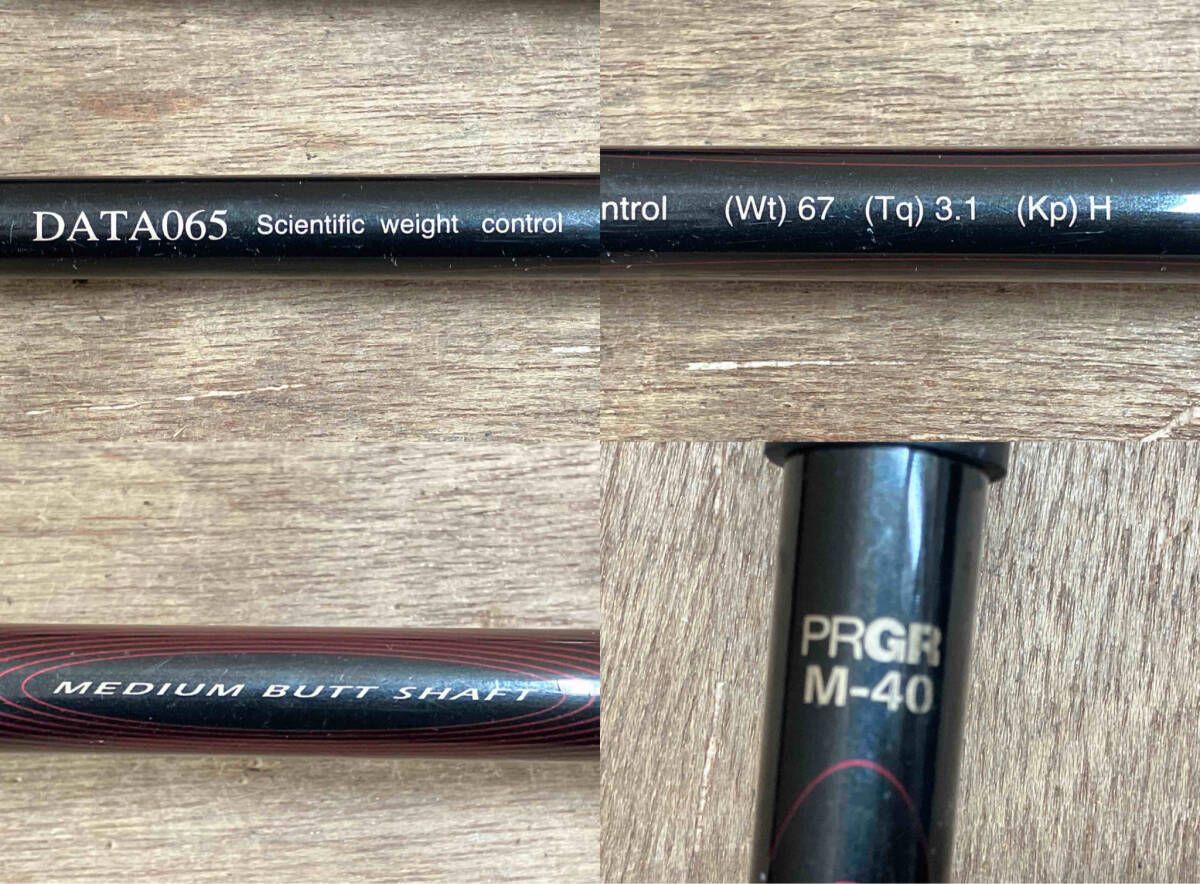 DATA065 Scientific weight control
ntrol (Wt) 67 (Tq) 3.1 (Kp) H
MEDIUM BUTT SHAFT
PRGR
M-40